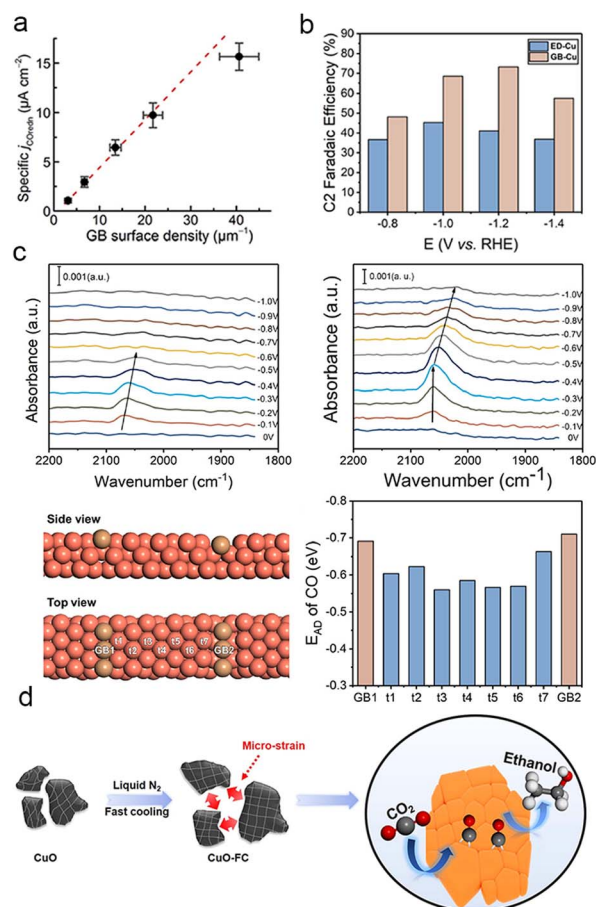 a
Specific jCOredn (μA cm⁻²)
15
10
5
0
10
20
30
40
GB surface density (μm⁻¹)
b
C2 Faradaic Efficiency (%)
90
80
70
60
50
40
30
20
10
0
ED-Cu
GB-Cu
-0.8
-1.0
-1.2
-1.4
E (V vs. RHE)
c
0.001(a.u.)
Absorbance (a.u.)
-1.0V
-0.9V
-0.8V
-0.7V
-0.6V
-0.5V
-0.4V
-0.3V
-0.2V
-0.1V
0V
2200
2100
2000
1900
1800
Wavenumber (cm⁻¹)
0.001(a.u.)
Absorbance (a.u.)
-1.0V
-0.9V
-0.8V
-0.7V
-0.6V
-0.5V
-0.4V
-0.3V
-0.2V
-0.1V
0V
2200
2100
2000
1900
1800
Wavenumber (cm⁻¹)
Side view
Top view
GB1 t1 t2 t3 t4 t5 t6 t7 GB2
EAD of CO (eV)
-0.8
-0.7
-0.6
-0.5
-0.4
-0.3
GB1 t1 t2 t3 t4 t5 t6 t7 GB2
d
CuO
Liquid N₂
Fast cooling
Micro-strain
CuO-FC
CO₂
Ethanol